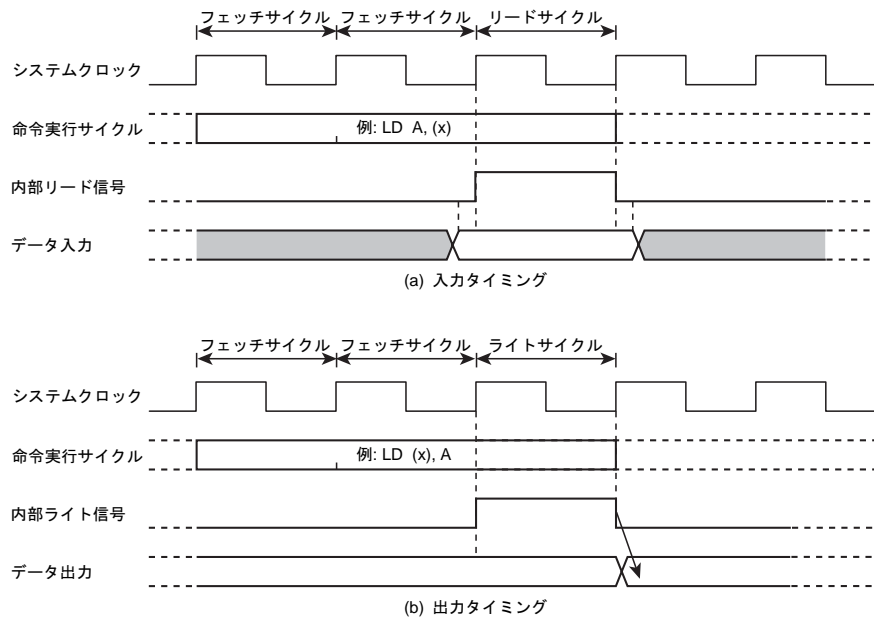 フェッチサイクル フェッチサイクル リードサイクル
システムクロック
命令実行サイクル 例: LD A, (x)
内部リード信号
データ入力
(a) 入力タイミング
フェッチサイクル フェッチサイクル ライトサイクル
システムクロック
命令実行サイクル 例: LD (x), A
内部ライト信号
データ出力
(b) 出力タイミング